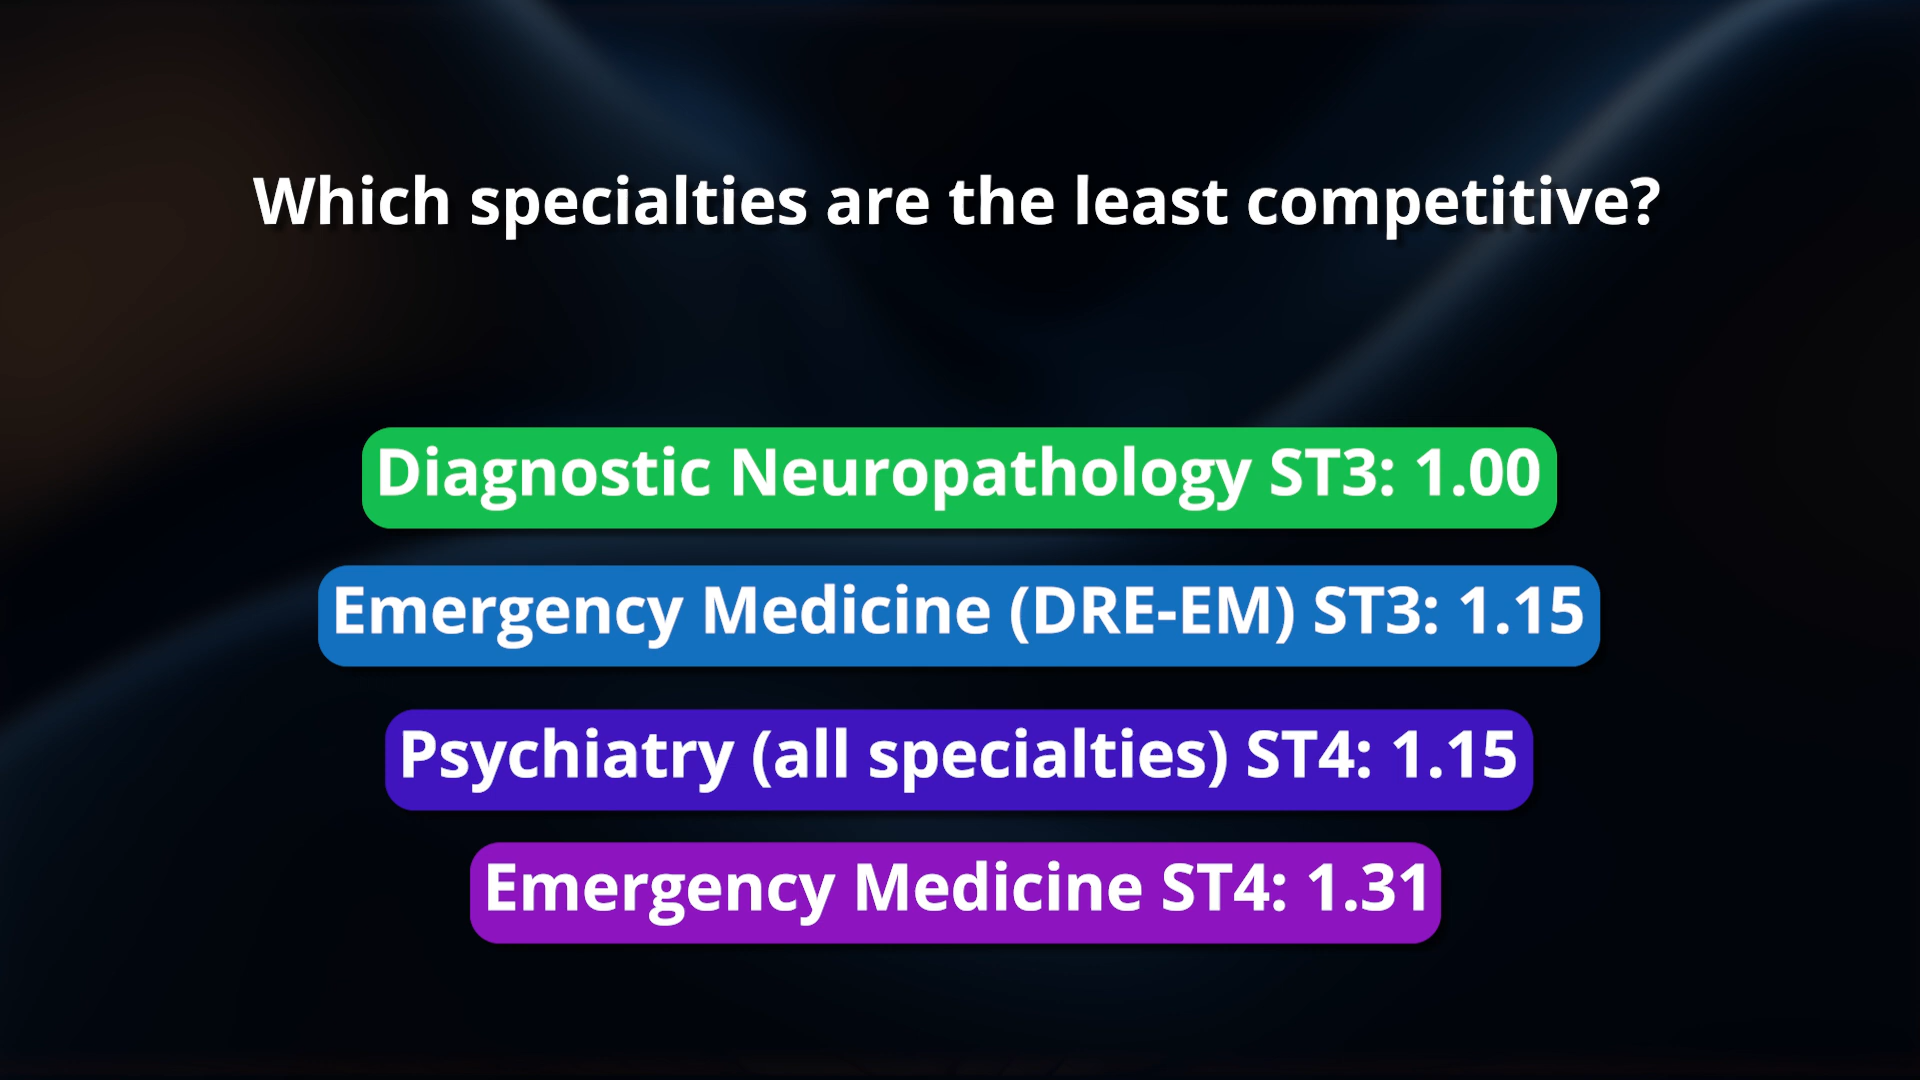 Which specialties are the least competitive?
Diagnostic Neuropathology ST3: 1.00
Emergency Medicine (DRE-EM) ST3: 1.15
Psychiatry (all specialties) ST4: 1.15
Emergency Medicine ST4: 1.31